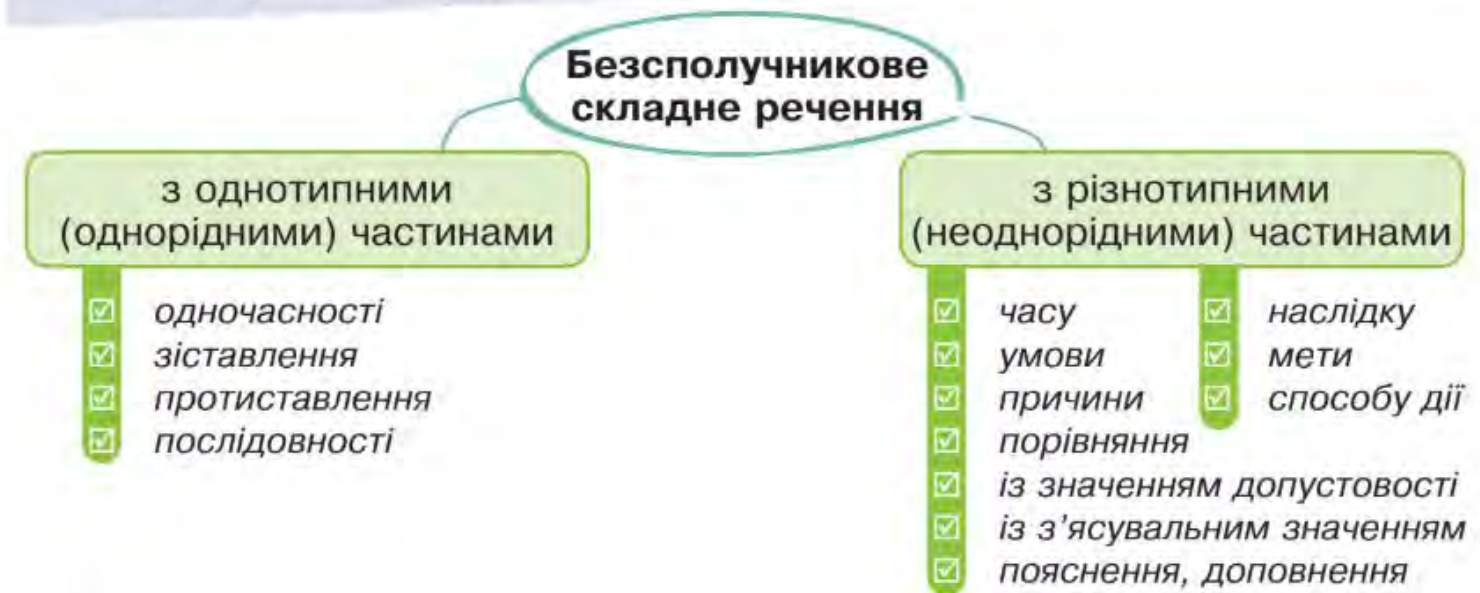 Безсполучникове
складне речення
з однотипними
(однорідними) частинами
одночасності
зіставлення
протиставлення
послідовності
з різнотипними
(неоднорідними) частинами
часу
умови
причини
порівняння
із значенням допустовості
із з’ясувальним значенням
пояснення, доповнення
наслідку
мети
способу дії